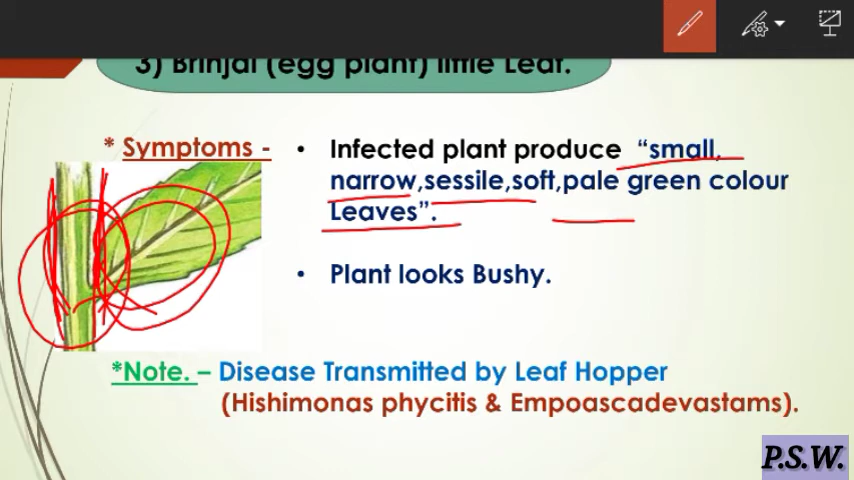 3) Brinjal (egg plant) little Leaf.
* Symptoms -
• Infected plant produce “small,
narrow,sessile,soft,pale green colour
Leaves”.
• Plant looks Bushy.
*Note. – Disease Transmitted by Leaf Hopper
(Hishimonas phycitis & Empoascadevastams).
P.S.W.